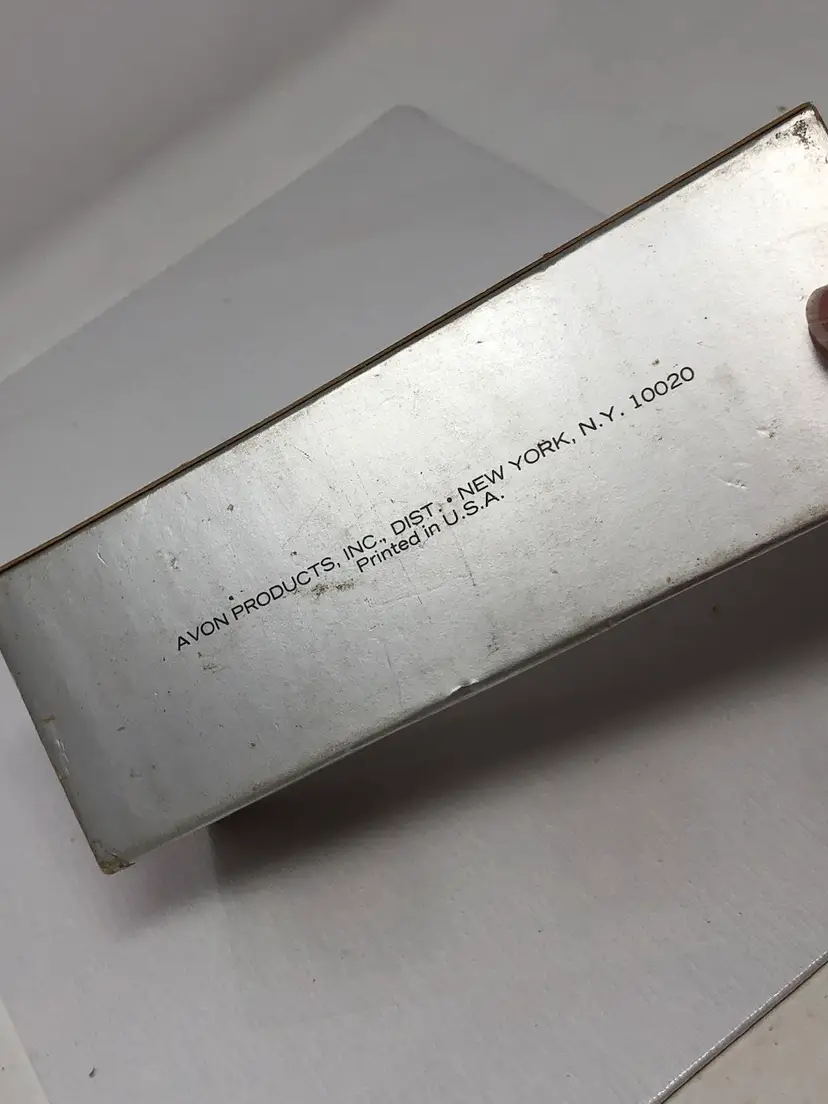 AVON PRODUCTS, INC., DIST. • NEW YORK, N.Y. 10020
Printed in U.S.A.